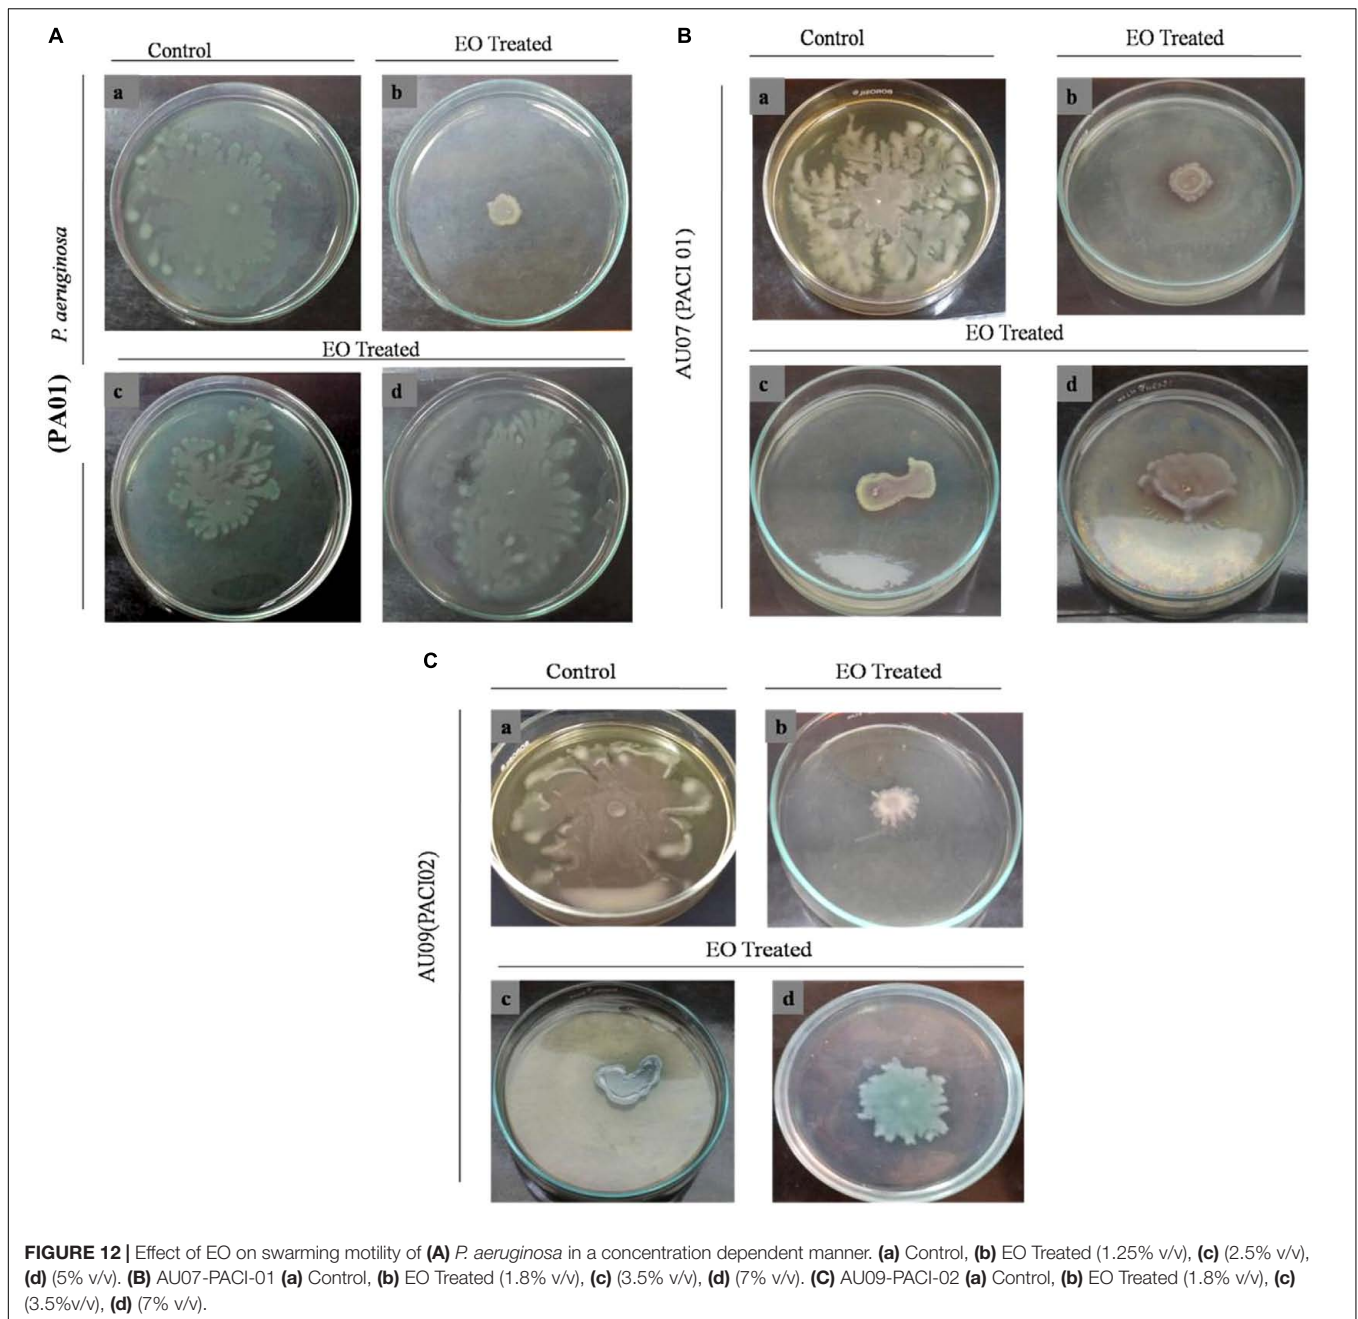 A
Control
EO Treated
a
b
P. aeruginosa
(PA01)
EO Treated
c
d
B
Control
EO Treated
a
b
AU07 (PACI 01)
EO Treated
c
d
C
Control
EO Treated
a
b
AU09(PACI02)
EO Treated
c
d
FIGURE 12 | Effect of EO on swarming motility of (A) P. aeruginosa in a concentration dependent manner. (a) Control, (b) EO Treated (1.25% v/v), (c) (2.5% v/v),
(d) (5% v/v). (B) AU07-PACI-01 (a) Control, (b) EO Treated (1.8% v/v), (c) (3.5% v/v), (d) (7% v/v). (C) AU09-PACI-02 (a) Control, (b) EO Treated (1.8% v/v), (c)
(3.5%v/v), (d) (7% v/v).